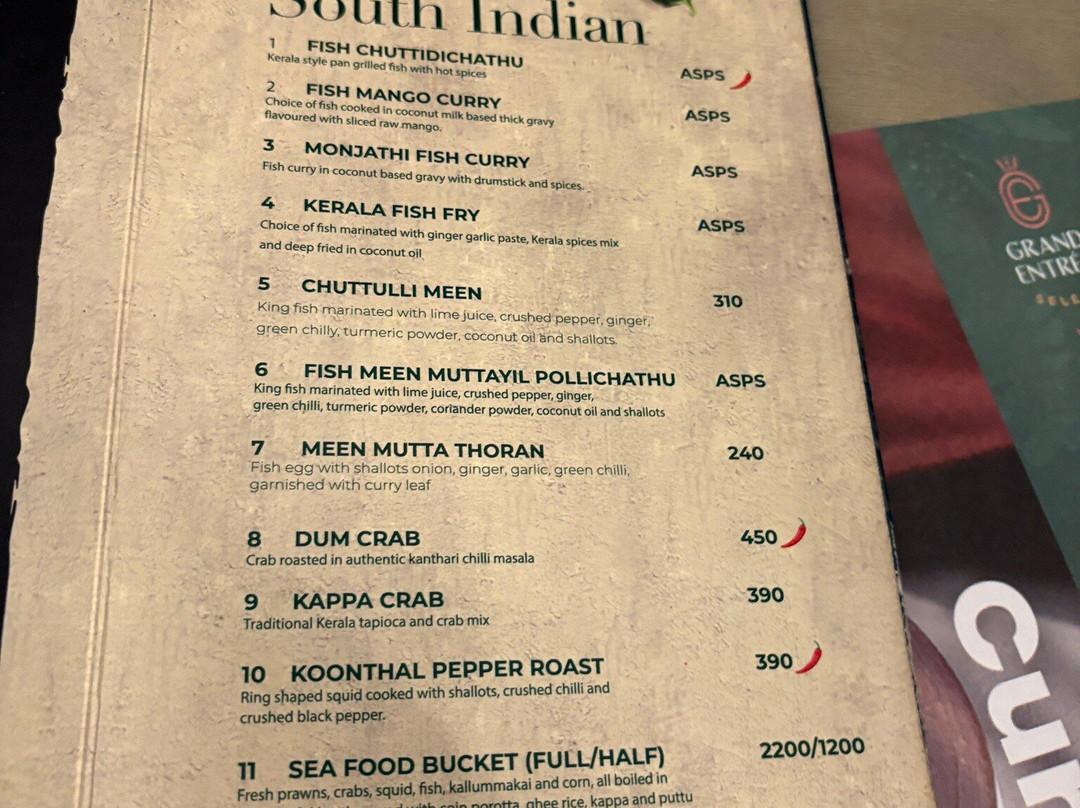 South Indian
1 FISH CHUTTIDICHATHU ASPS
Kerala style pan grilled fish with hot spices
2 FISH MANGO CURRY ASPS
Choice of fish cooked in coconut milk based thick gravy
flavoured with sliced raw mango.
3 MONJATHI FISH CURRY ASPS
Fish curry in coconut based gravy with drumstick and spices.
4 KERALA FISH FRY ASPS
Choice of fish marinated with ginger garlic paste, Kerala spices mix
and deep fried in coconut oil
5 CHUTTULLI MEEN 310
King fish marinated with lime juice, crushed pepper, ginger,
green chilly, turmeric powder, coconut oil and shallots.
6 FISH MEEN MUTTAYIL POLLICHATHU ASPS
King fish marinated with lime juice, crushed pepper, ginger,
green chilli, turmeric powder, coriander powder, coconut oil and shallots
7 MEEN MUTTA THORAN 240
Fish egg with shallots onion, ginger, garlic, green chilli,
garnished with curry leaf
8 DUM CRAB 450
Crab roasted in authentic kanthari chilli masala
9 KAPPA CRAB 390
Traditional Kerala tapioca and crab mix
10 KOONTHAL PEPPER ROAST 390
Ring shaped squid cooked with shallots, crushed chilli and
crushed black pepper.
11 SEA FOOD BUCKET (FULL/HALF) 2200/1200
Fresh prawns, crabs, squid, fish, kallummakai and corn, all boiled in
with coin porotta, ghee rice, kappa and puttu
GRAND
ENTRÉ